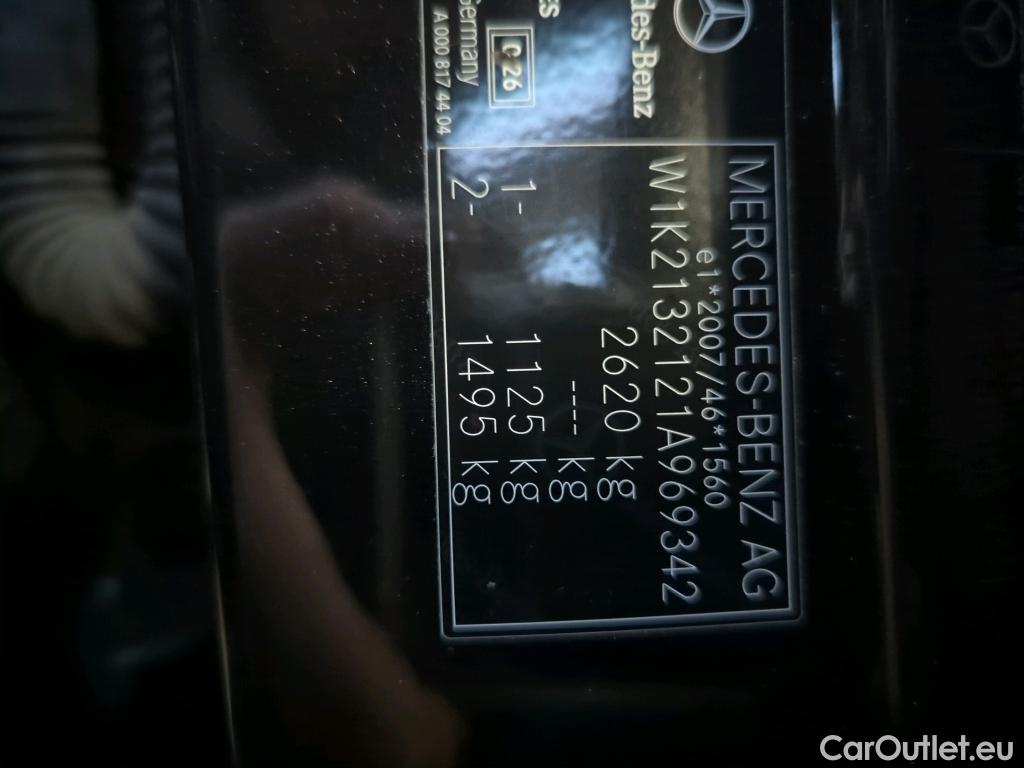 des-Benz
es
C 26
Germany
A 000 817 44 04
MERCEDES-BENZ AG
e1*2007/46*1560
W1K2132121A969342
2620 kg
---- kg
1- 1125 kg
2- 1495 kg
CarOutlet.eu